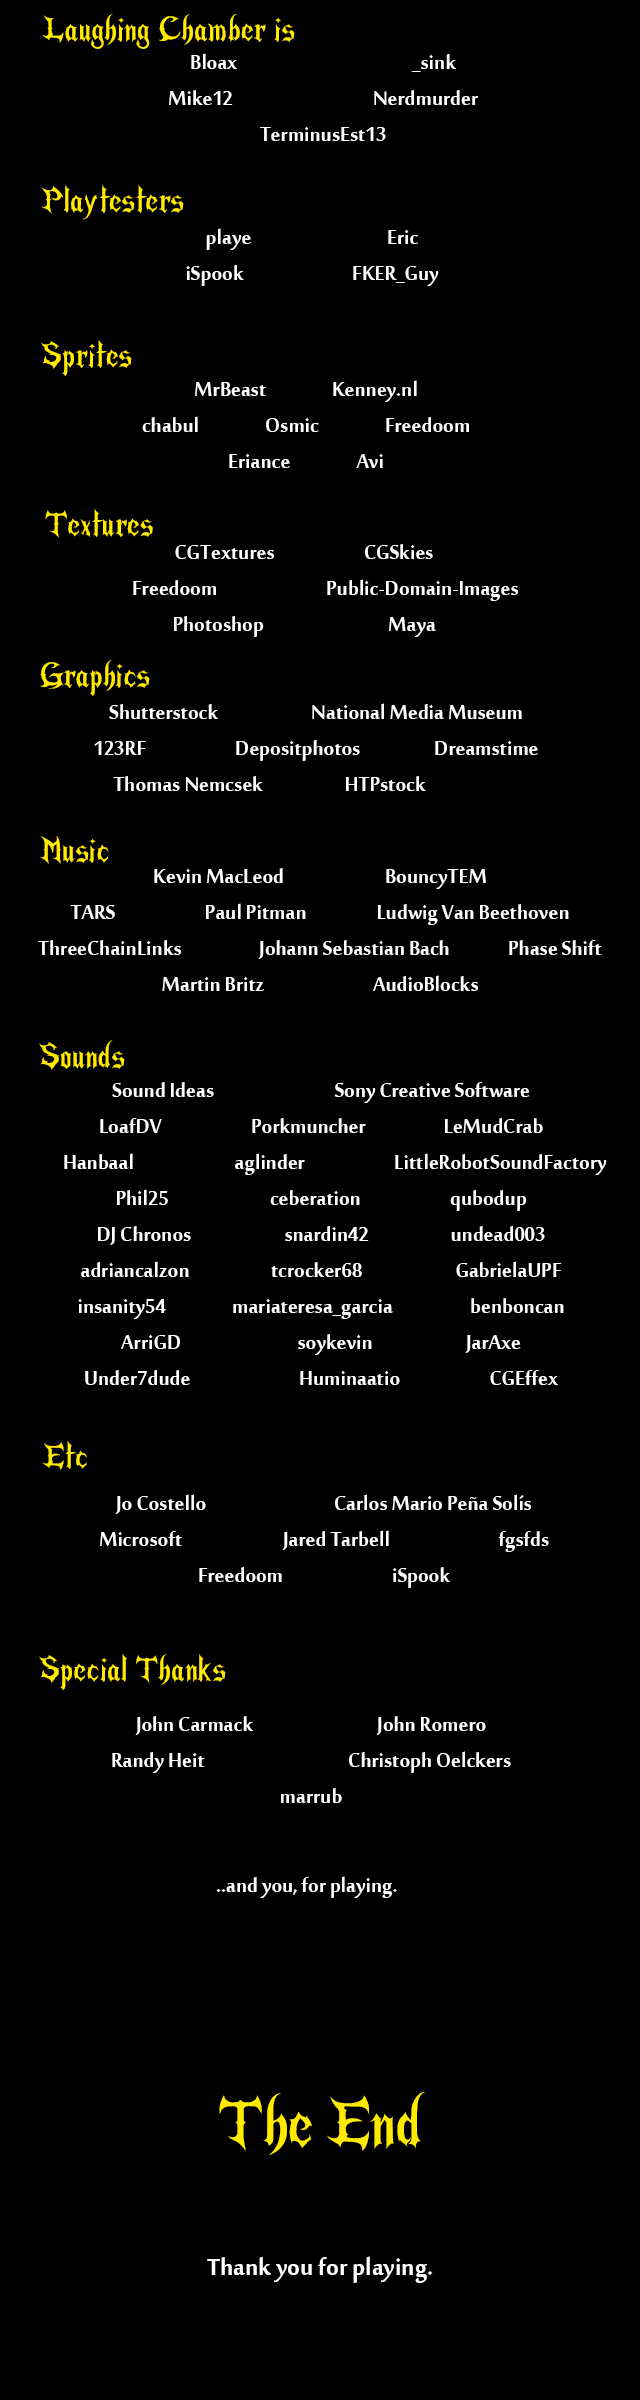 Laughing Chamber is
Bloax _sink
Mike12 Nerdmurder
TerminusEst13
Playtesters
playe Eric
iSpook FKER_Guy
Sprites
MrBeast Kenney.nl
chabul Osmic Freedoom
Eriance Avi
Textures
CGTextures CGSkies
Freedoom Public-Domain-Images
Photoshop Maya
Graphics
Shutterstock National Media Museum
123RF Depositphotos Dreamstime
Thomas Nemcsek HTPstock
Music
Kevin MacLeod BouncyTEM
TARS Paul Pitman Ludwig Van Beethoven
ThreeChainLinks Johann Sebastian Bach Phase Shift
Martin Britz AudioBlocks
Sounds
Sound Ideas Sony Creative Software
LoafDV Porkmuncher LeMudCrab
Hanbaal aglinder LittleRobotSoundFactory
Phil25 ceberation qubodup
DJ Chronos snardin42 undead003
adriancalzon tcrocker68 GabrielaUPF
insanity54 mariateresa_garcia benboncan
ArriGD soykevin JarAxe
Under7dude Huminaatio CGEffex
Etc
Jo Costello Carlos Mario Peña Solís
Microsoft Jared Tarbell fgsfds
Freedoom iSpook
Special Thanks
John Carmack John Romero
Randy Heit Christoph Oelckers
marrub
..and you, for playing.
The End
Thank you for playing.